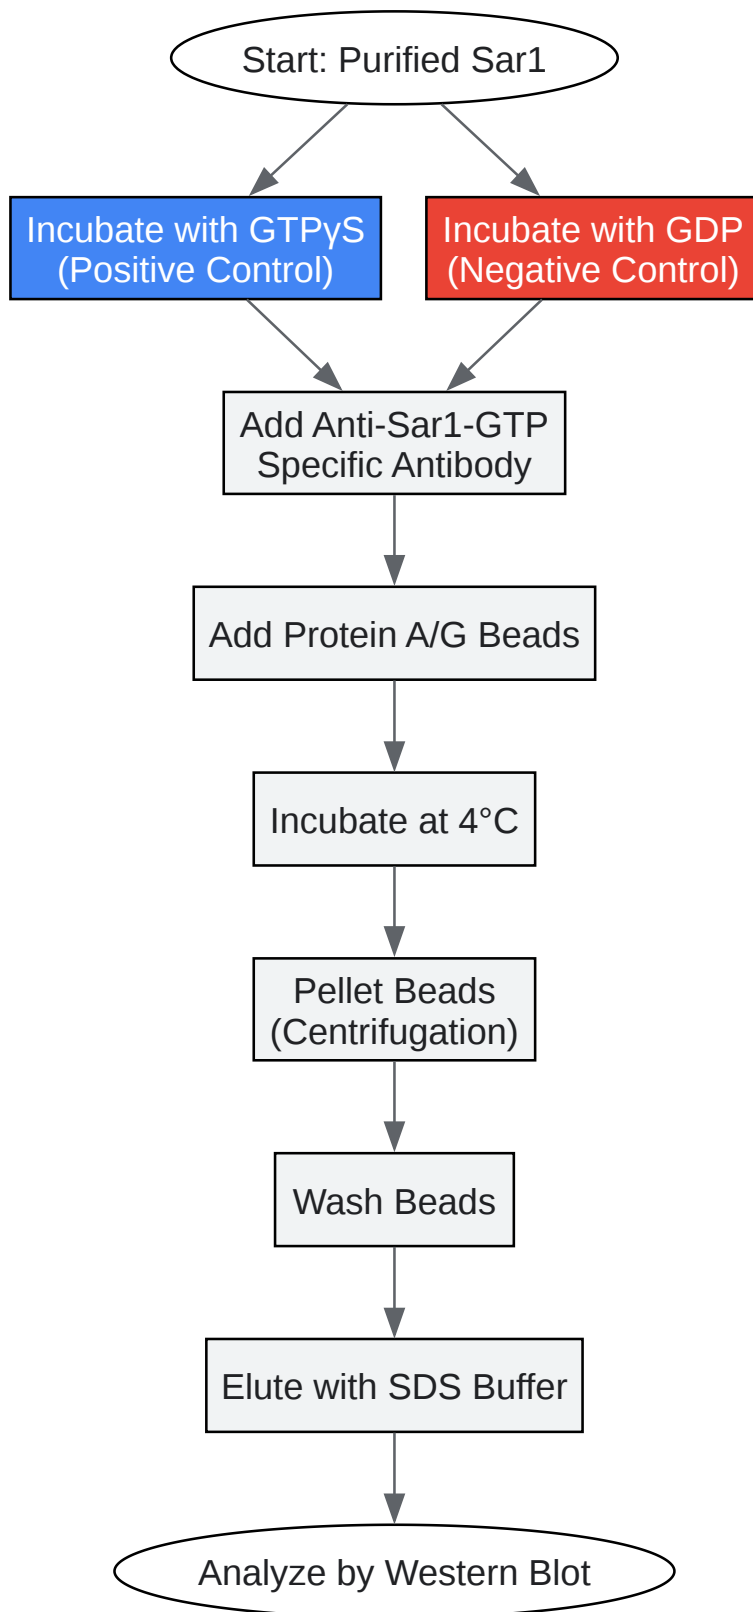 Start: Purified Sar1
Incubate with GTPγS
(Positive Control)
Incubate with GDP
(Negative Control)
Add Anti-Sar1-GTP
Specific Antibody
Add Protein A/G Beads
Incubate at 4°C
Pellet Beads
(Centrifugation)
Wash Beads
Elute with SDS Buffer
Analyze by Western Blot